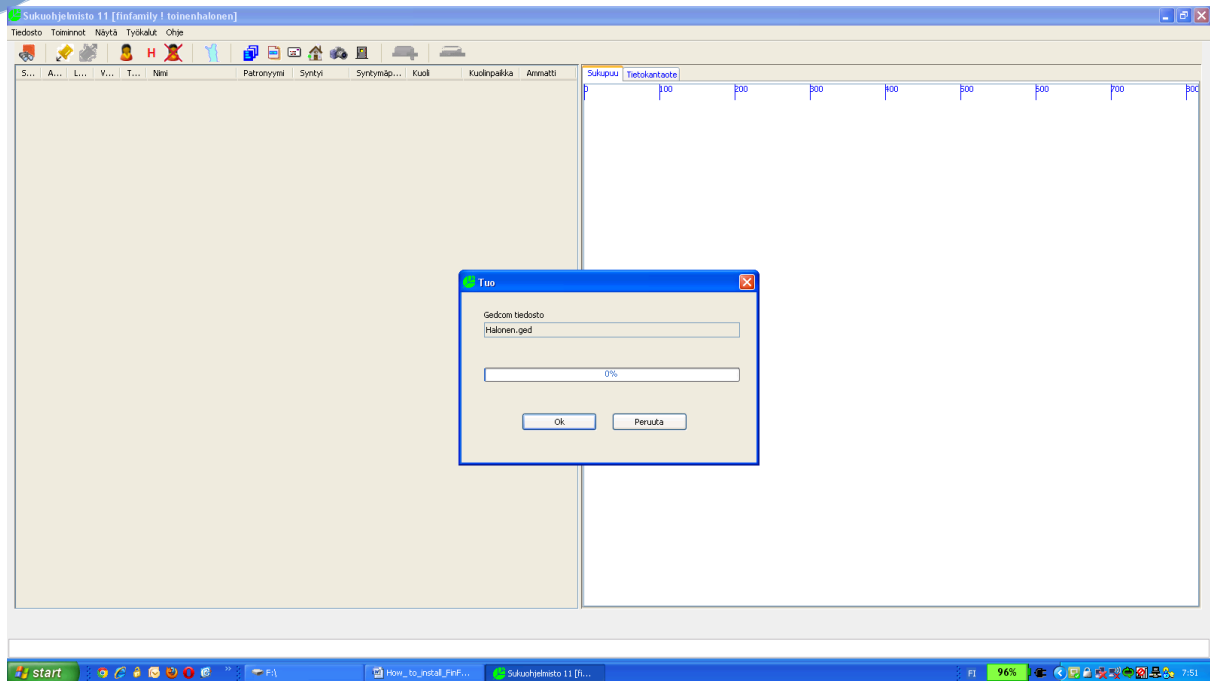 Sukuohjelmisto 11 [finfamily ! toinenhalonen]
Tiedosto Toiminnot Näytä Työkalut Ohje
H
S... A... L... V... T... Nimi Patronyymi Syntyi Syntymäp... Kuoli Kuolinpaikka Ammatti
Sukupuu Tietokantaote
0 100 200 300 400 500 600 700 800
Tuo
Gedcom tiedosto
Halonen.ged
0%
Ok Peruuta
start F:\ How_to_install_FinF... Sukuohjelmisto 11 [fi... FI 96% 7:51